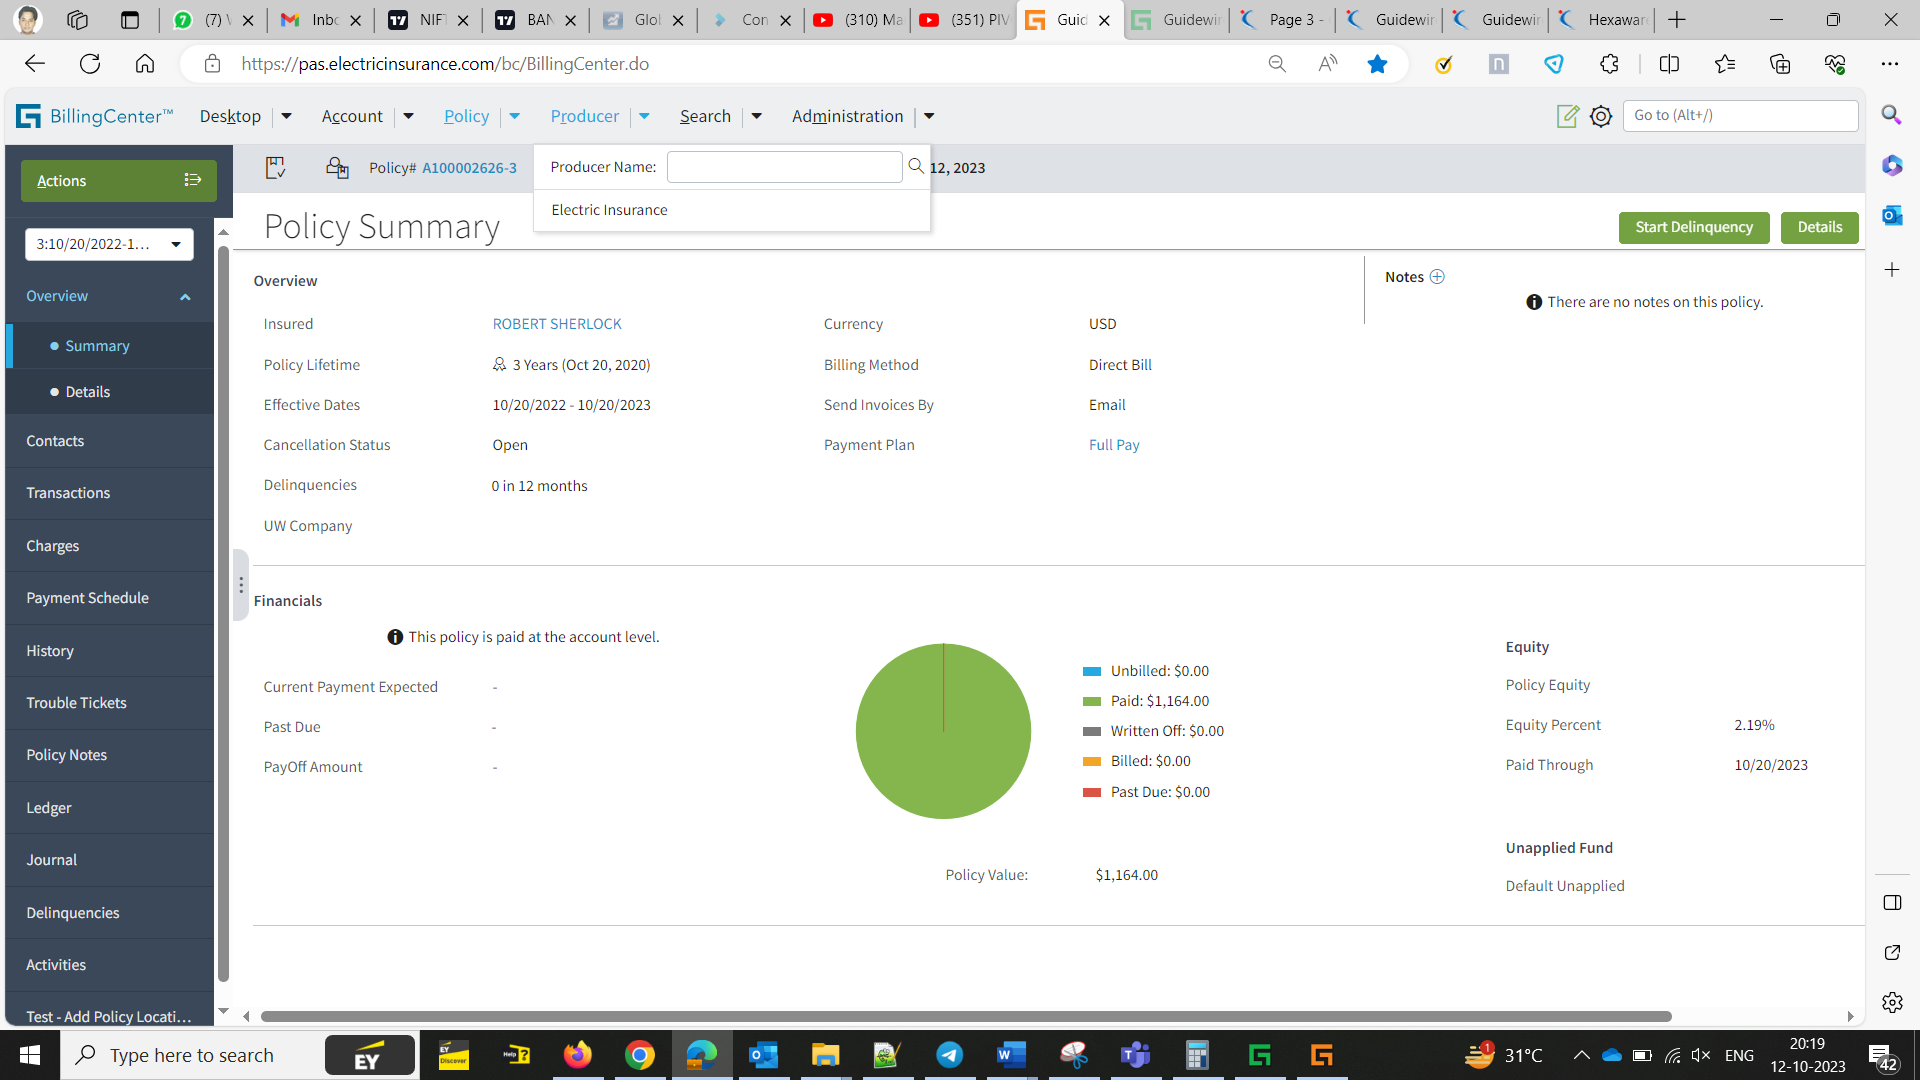 (7) W
Inbo
NIFT
BAN
Glob
Con
(310) Ma
(351) PIV
Guid
Guidewir
Page 3 -
Guidewir
Guidewir
Hexawar
https://pas.electricinsurance.com/bc/BillingCenter.do
BillingCenter™
Desktop
Account
Policy
Producer
Search
Administration
Go to (Alt+/)
Actions
Policy# A100002626-3
Producer Name:
12, 2023
Electric Insurance
Policy Summary
Start Delinquency
Details
3:10/20/2022-1...
Overview
Summary
Details
Contacts
Transactions
Charges
Payment Schedule
History
Trouble Tickets
Policy Notes
Ledger
Journal
Delinquencies
Activities
Test - Add Policy Locati...
Overview
Insured ROBERT SHERLOCK
Policy Lifetime 3 Years (Oct 20, 2020)
Effective Dates 10/20/2022 - 10/20/2023
Cancellation Status Open
Delinquencies 0 in 12 months
UW Company
Currency USD
Billing Method Direct Bill
Send Invoices By Email
Payment Plan Full Pay
Notes
There are no notes on this policy.
Financials
This policy is paid at the account level.
Current Payment Expected -
Past Due -
PayOff Amount -
Unbilled: $0.00
Paid: $1,164.00
Written Off: $0.00
Billed: $0.00
Past Due: $0.00
Policy Value: $1,164.00
Equity
Policy Equity
Equity Percent 2.19%
Paid Through 10/20/2023
Unapplied Fund
Default Unapplied
Type here to search
EY
EY Discover
Help ?
1
31°C
ENG
20:19
12-10-2023
42